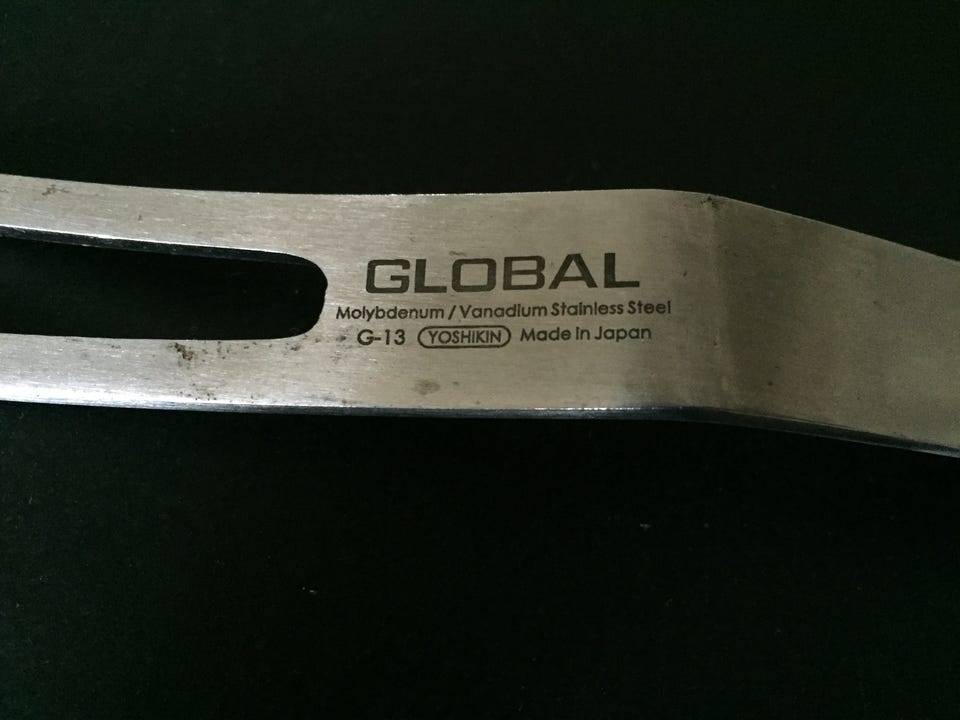 GLOBAL
Molybdenum / Vanadium Stainless Steel
G-13 YOSHIKIN Made in Japan